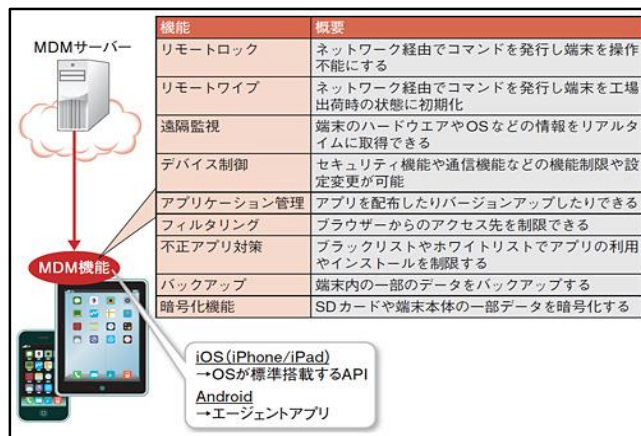 MDMサーバー
機能 概要
リモートロック ネットワーク経由でコマンドを発行し端末を操作
不能にする
リモートワイプ ネットワーク経由でコマンドを発行し端末を工場
出荷時の状態に初期化
遠隔監視 端末のハードウエアやOSなどの情報をリアルタ
イムに取得できる
デバイス制御 セキュリティ機能や通信機能などの機能制限や設
定変更が可能
アプリケーション管理 アプリを配布したりバージョンアップしたりできる
フィルタリング ブラウザーからのアクセス先を制限できる
不正アプリ対策 ブラックリストやホワイトリストでアプリの利用
やインストールを制限する
バックアップ 端末内の一部のデータをバックアップする
暗号化機能 SDカードや端末本体の一部データを暗号化する
MDM機能
iOS(iPhone/iPad)
→OSが標準搭載するAPI
Android
→エージェントアプリ